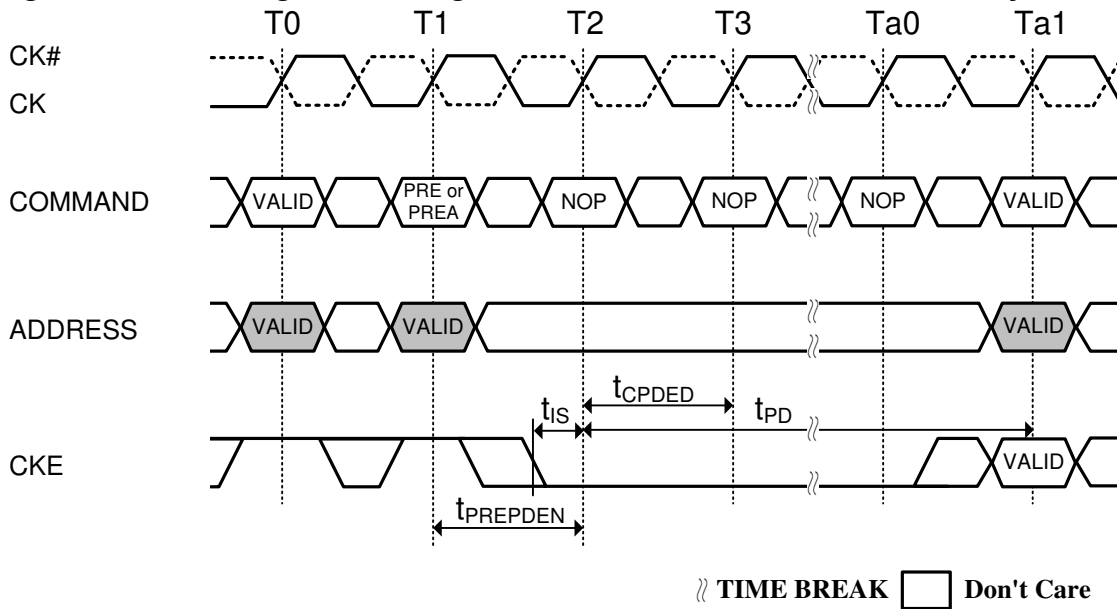 T0 T1 T2 T3 Ta0 Ta1
CK#
CK
COMMAND VALID PRE or PREA NOP NOP NOP VALID
ADDRESS VALID VALID VALID
tIS tCPDED tPD
CKE VALID
tPREPDEN
TIME BREAK Don't Care